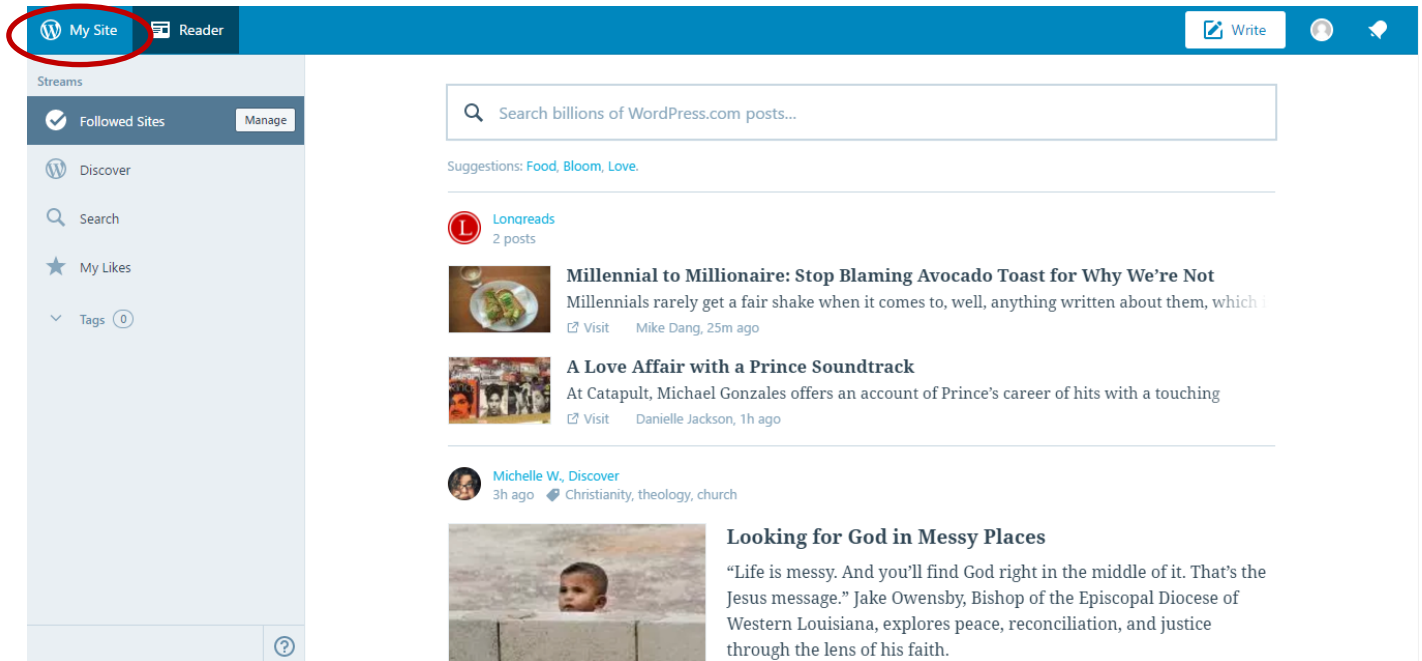 My Site
Reader
Write
Streams
Followed Sites
Manage
Discover
Search
My Likes
Tags 0
Search billions of WordPress.com posts...
Suggestions: Food, Bloom, Love.
L
Longreads
2 posts
Millennial to Millionaire: Stop Blaming Avocado Toast for Why We’re Not
Millennials rarely get a fair shake when it comes to, well, anything written about them, which
Visit Mike Dang, 25m ago
A Love Affair with a Prince Soundtrack
At Catapult, Michael Gonzales offers an account of Prince’s career of hits with a touching
Visit Danielle Jackson, 1h ago
Michelle W., Discover
3h ago Christianity, theology, church
Looking for God in Messy Places
“Life is messy. And you’ll find God right in the middle of it. That’s the
Jesus message.” Jake Owensby, Bishop of the Episcopal Diocese of
Western Louisiana, explores peace, reconciliation, and justice
through the lens of his faith.
?